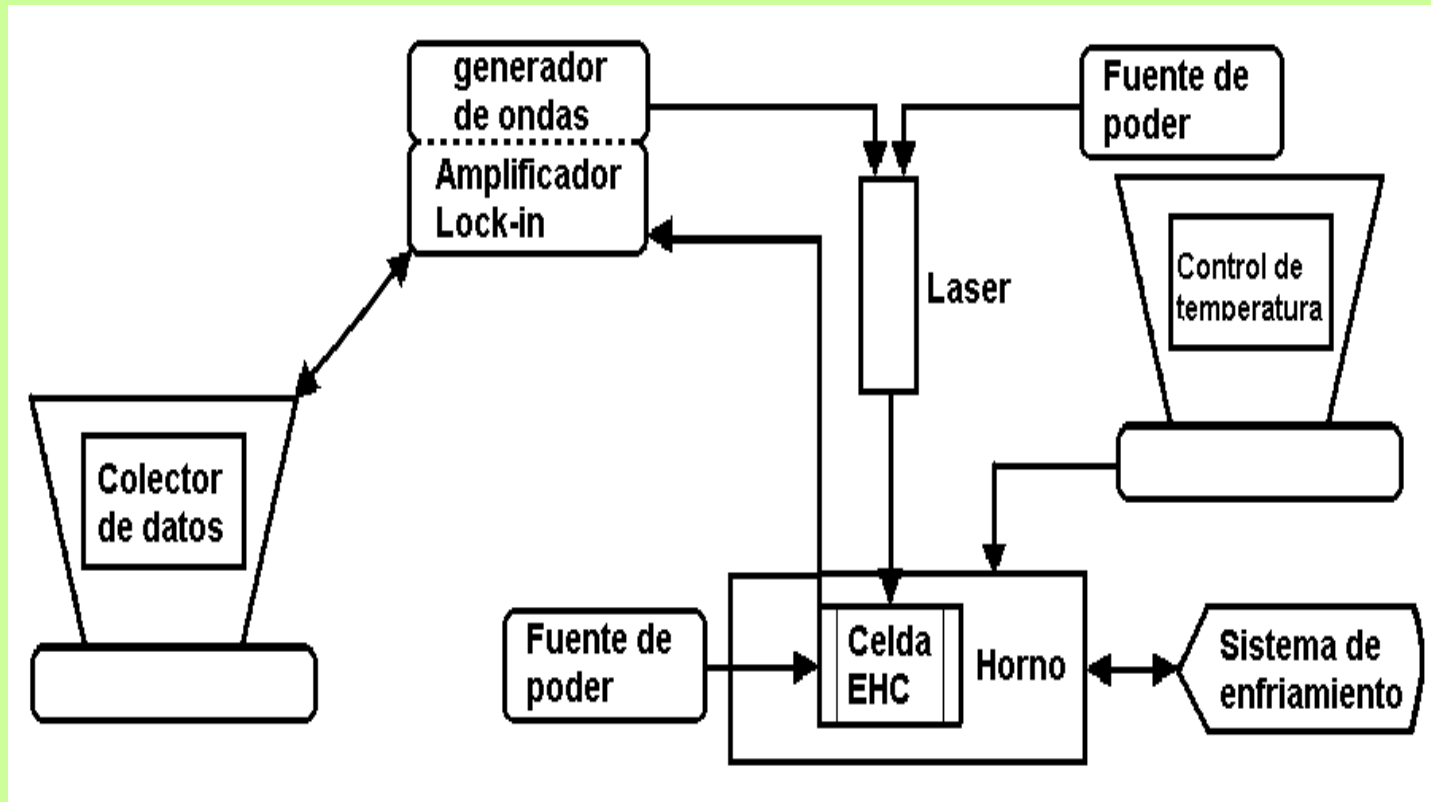 generador
de ondas
Amplificador
Lock-in
Fuente de
poder
Laser
Control de
temperatura
Colector
de datos
Fuente de
poder
Celda
EHC
Horno
Sistema de
enfriamiento